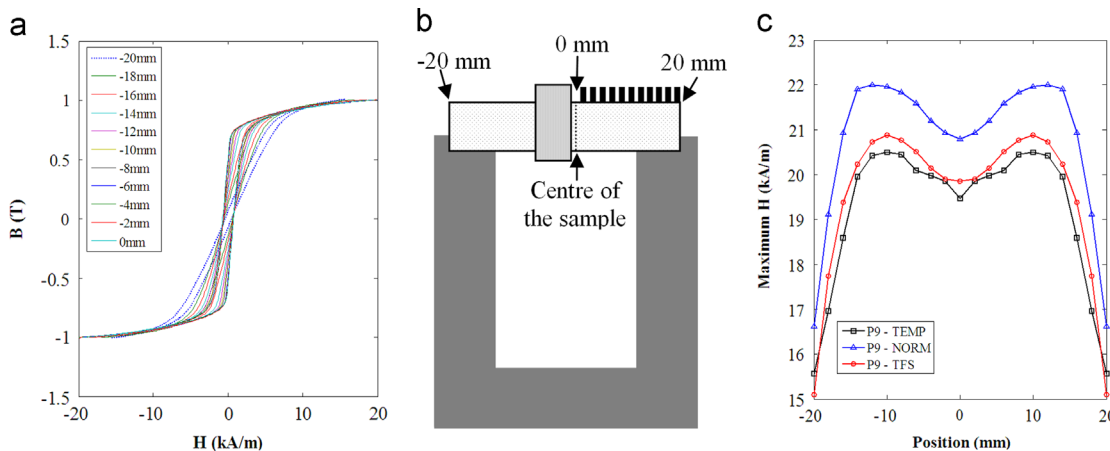 a
1.5
1
0.5
0
-0.5
-1
-1.5
B (T)
-20mm
-18mm
-16mm
-14mm
-12mm
-10mm
-8mm
-6mm
-4mm
-2mm
0mm
-20 -10 0 10 20
H (kA/m)
b
0 mm
-20 mm
20 mm
Centre of
the sample
c
23
22
21
20
19
18
17
16
15
Maximum H (kA/m)
P9 - TEMP
P9 - NORM
P9 - TFS
-20 -10 0 10 20
Position (mm)